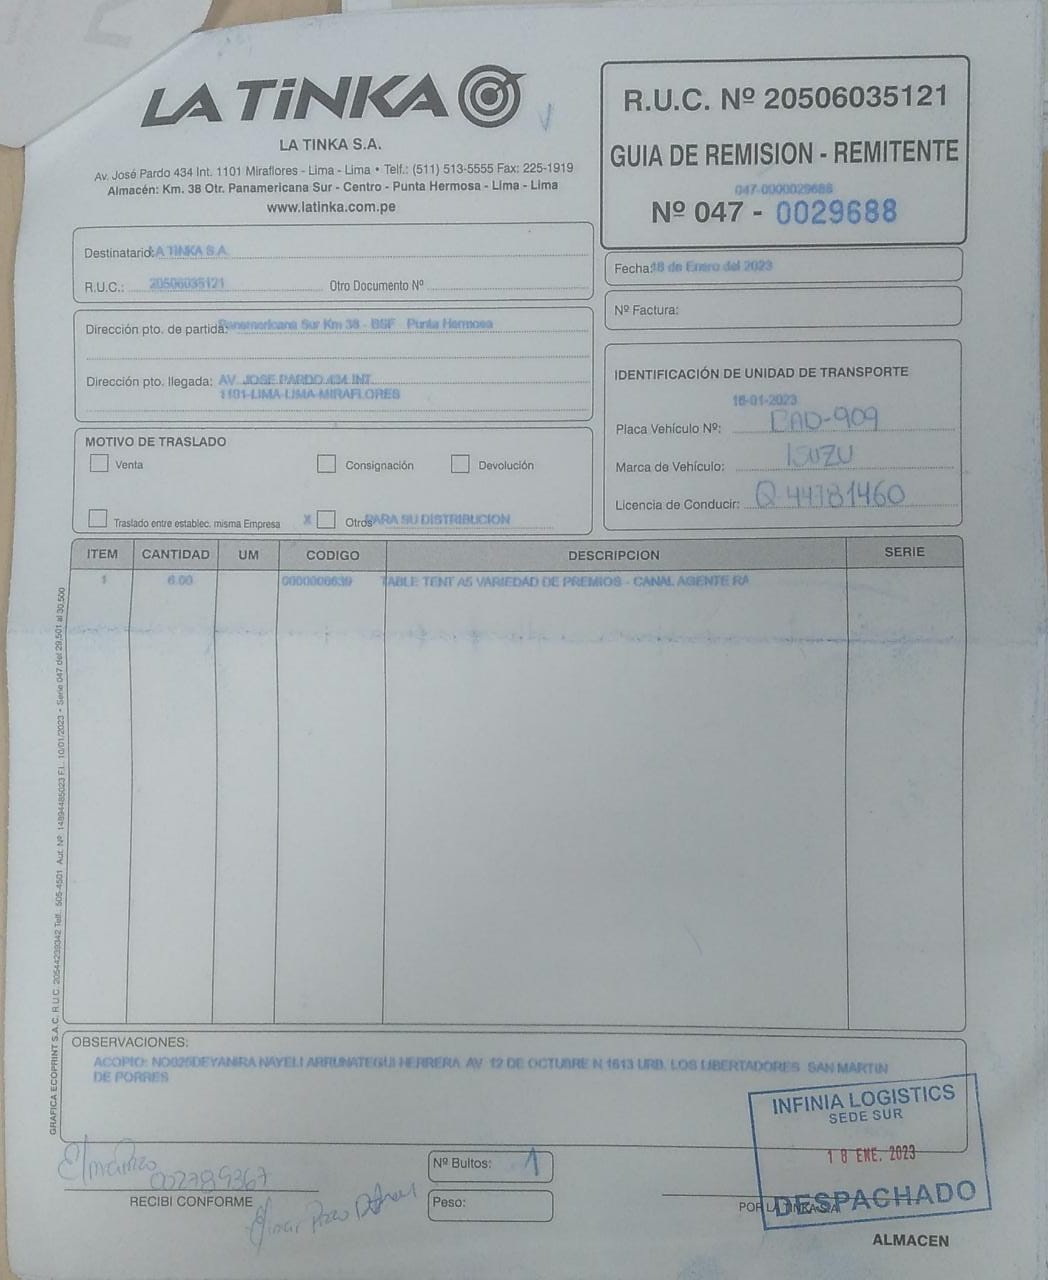 LA TiNKA
LA TINKA S.A.
Av. José Pardo 434 Int. 1101 Miraflores - Lima - Lima • Telf.: (511) 513-5555 Fax: 225-1919
Almacén: Km. 38 Otr. Panamericana Sur - Centro - Punta Hermosa - Lima - Lima
www.latinka.com.pe
R.U.C. Nº 20506035121
GUIA DE REMISION - REMITENTE
047-0000029688
Nº 047 - 0029688
Destinatario: LA TINKA S.A.
R.U.C.: 20506035121 Otro Documento Nº
Fecha: 18 de Enero del 2023
Nº Factura:
Dirección pto. de partida: Panamericana Sur Km 38 - BSF - Punta Hermosa
Dirección pto. llegada: AV. JOSE PARDO 434 INT.
1101-LIMA-LIMA-MIRAFLORES
IDENTIFICACIÓN DE UNIDAD DE TRANSPORTE
18-01-2023
Placa Vehículo Nº: CAD-909
Marca de Vehículo: ISUZU
Licencia de Conducir: Q 44781460
MOTIVO DE TRASLADO
Venta Consignación Devolución
Traslado entre establec. misma Empresa X Otros PARA SU DISTRIBUCION
ITEM CANTIDAD UM CODIGO DESCRIPCION SERIE
1 6.00 0000006639 TABLE TENT A5 VARIEDAD DE PREMIOS - CANAL AGENTE RA
GRAFICA ECOPRINT S.A.C. R.U.C. 20544239342 Telf.: 505-4501 Aut. Nº 14894485023 F.I. 10/01/2023 - Serie 047 del 29,501 al 30,500
OBSERVACIONES:
ACOPIO: NO025DEYANIRA NAYELI ARRUNATEGUI HERRERA AV 12 DE OCTUBRE N 1613 URB. LOS LIBERTADORES SAN MARTIN
DE PORRES
INFINIA LOGISTICS
SEDE SUR
18 ENE. 2023
DESPACHADO
002789367
RECIBI CONFORME
Nº Bultos: 1
Peso:
POR LA TINKA S.A.
ALMACEN